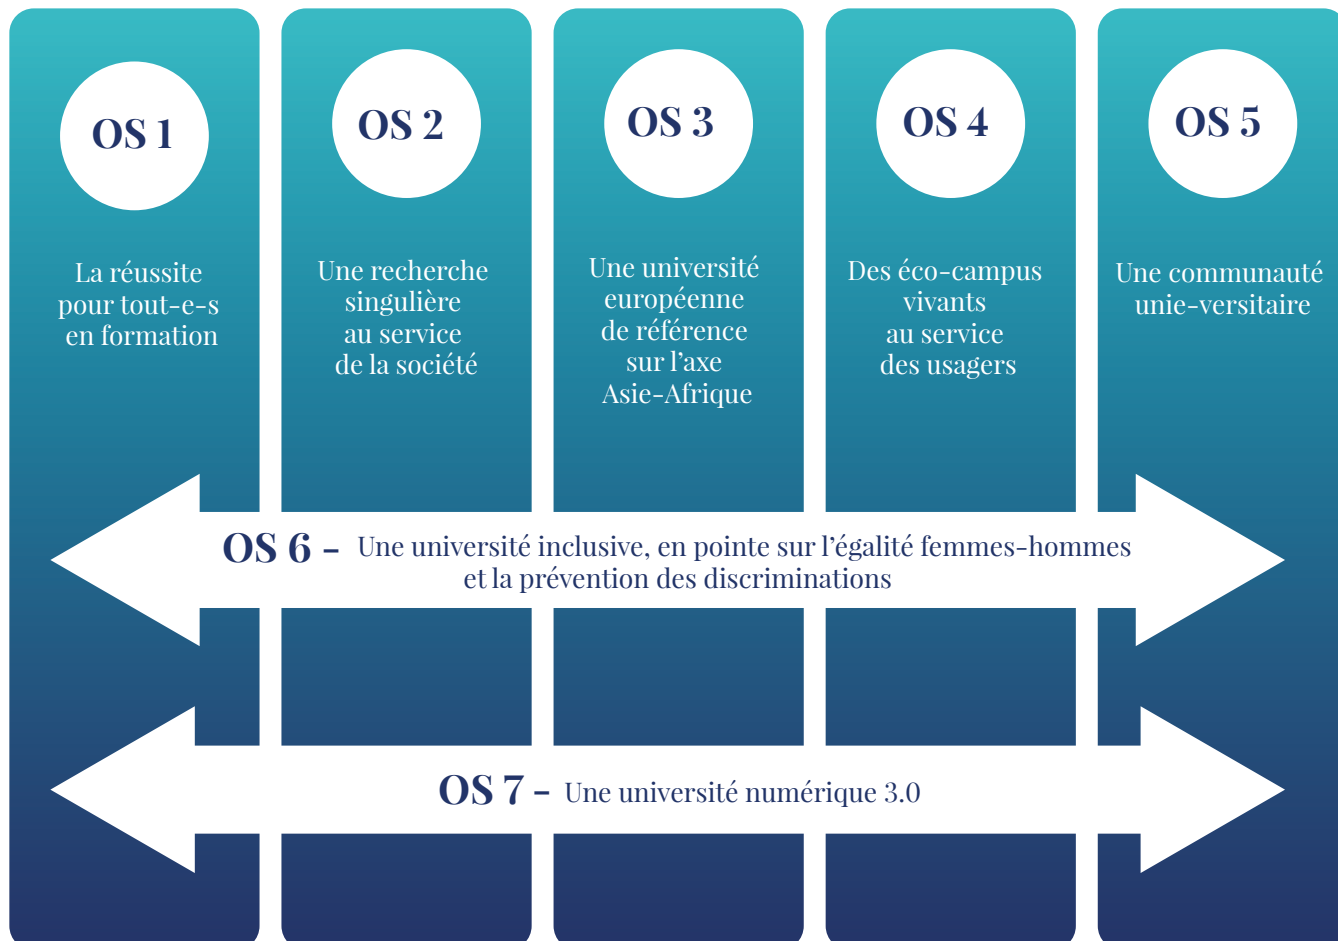 OS 1
La réussite
pour tout-e-s
en formation
OS 2
Une recherche
singulière
au service
de la société
OS 3
Une université
européenne
de référence
sur l'axe
Asie-Afrique
OS 4
Des éco-campus
vivants
au service
des usagers
OS 5
Une communauté
unie-versitaire
OS 6 – Une université inclusive, en pointe sur l'égalité femmes-hommes
et la prévention des discriminations
OS 7 – Une université numérique 3.0